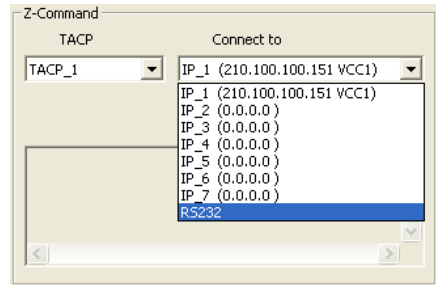 Z-Command
TACP Connect to
TACP_1 IP_1 (210.100.100.151 VCC1)
IP_1 (210.100.100.151 VCC1)
IP_2 (0.0.0.0 )
IP_3 (0.0.0.0 )
IP_4 (0.0.0.0 )
IP_5 (0.0.0.0 )
IP_6 (0.0.0.0 )
IP_7 (0.0.0.0 )
RS232